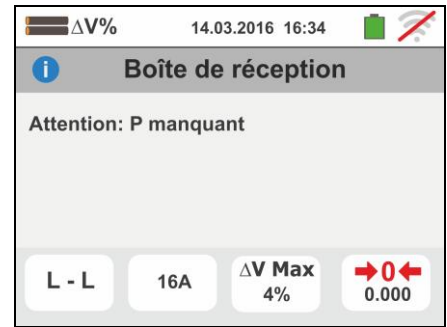 ΔV% 14.03.2016 16:34
i Boîte de réception
Attention: P manquant
L - L 16A ΔV Max 4% →0← 0.000